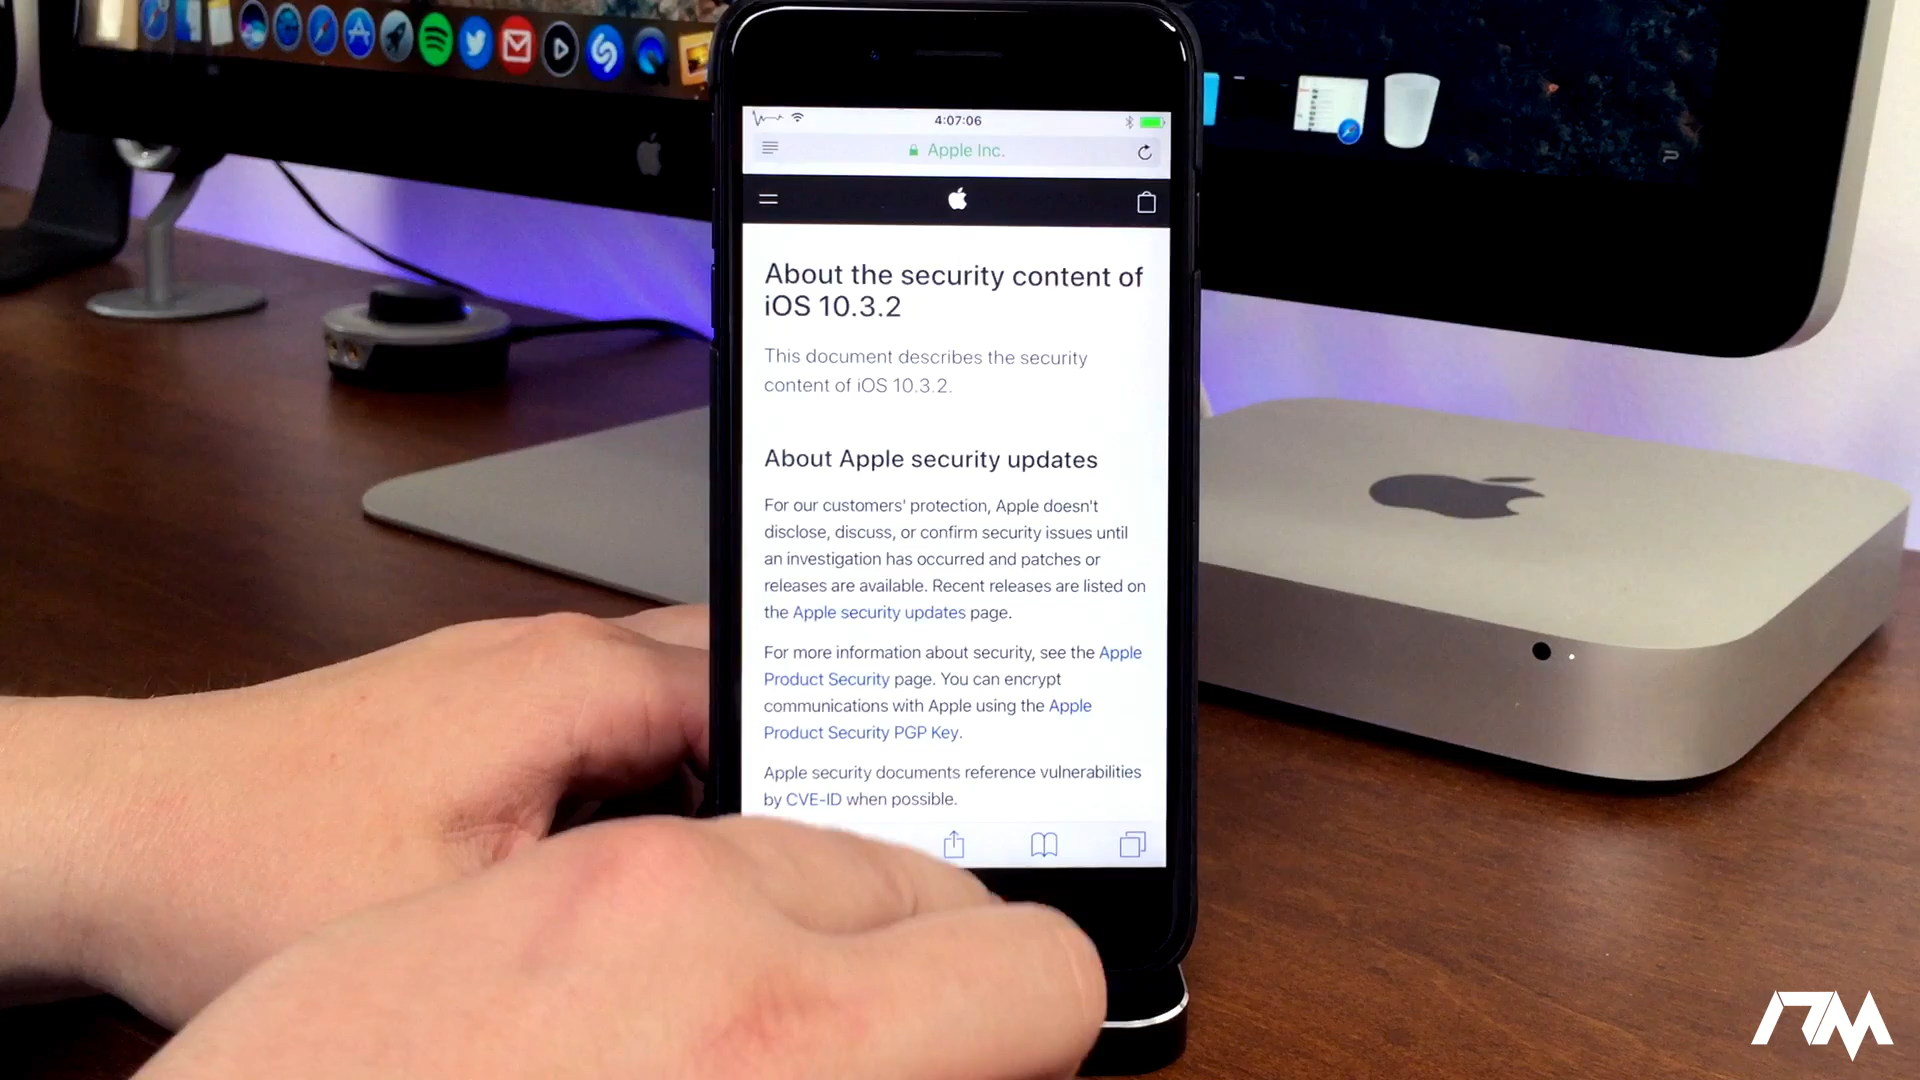 4:07:06
Apple Inc.
About the security content of
iOS 10.3.2
This document describes the security
content of iOS 10.3.2.
About Apple security updates
For our customers' protection, Apple doesn't
disclose, discuss, or confirm security issues until
an investigation has occurred and patches or
releases are available. Recent releases are listed on
the Apple security updates page.
For more information about security, see the Apple
Product Security page. You can encrypt
communications with Apple using the Apple
Product Security PGP Key.
Apple security documents reference vulnerabilities
by CVE-ID when possible.